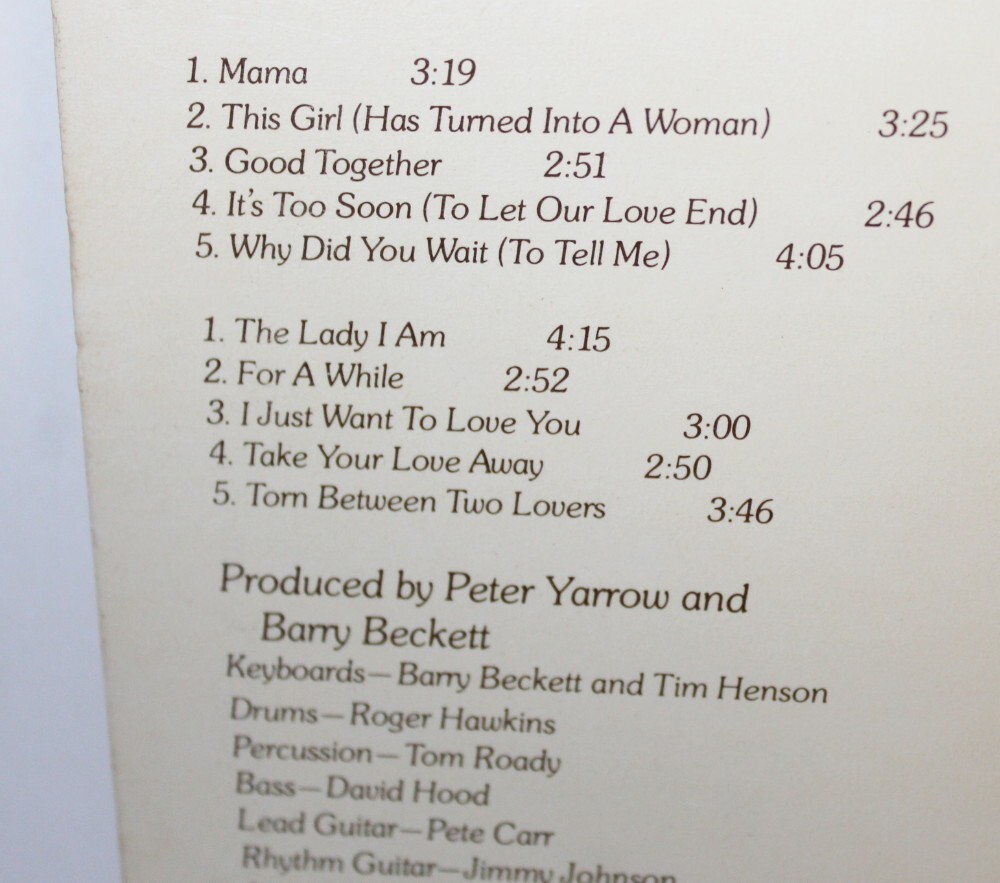 1. Mama 3:19
2. This Girl (Has Turned Into A Woman) 3:25
3. Good Together 2:51
4. It's Too Soon (To Let Our Love End) 2:46
5. Why Did You Wait (To Tell Me) 4:05
1. The Lady I Am 4:15
2. For A While 2:52
3. I Just Want To Love You 3:00
4. Take Your Love Away 2:50
5. Torn Between Two Lovers 3:46
Produced by Peter Yarrow and
Barry Beckett
Keyboards—Barry Beckett and Tim Henson
Drums—Roger Hawkins
Percussion—Tom Roady
Bass—David Hood
Lead Guitar—Pete Carr
Rhythm Guitar—Jimmy Johnson